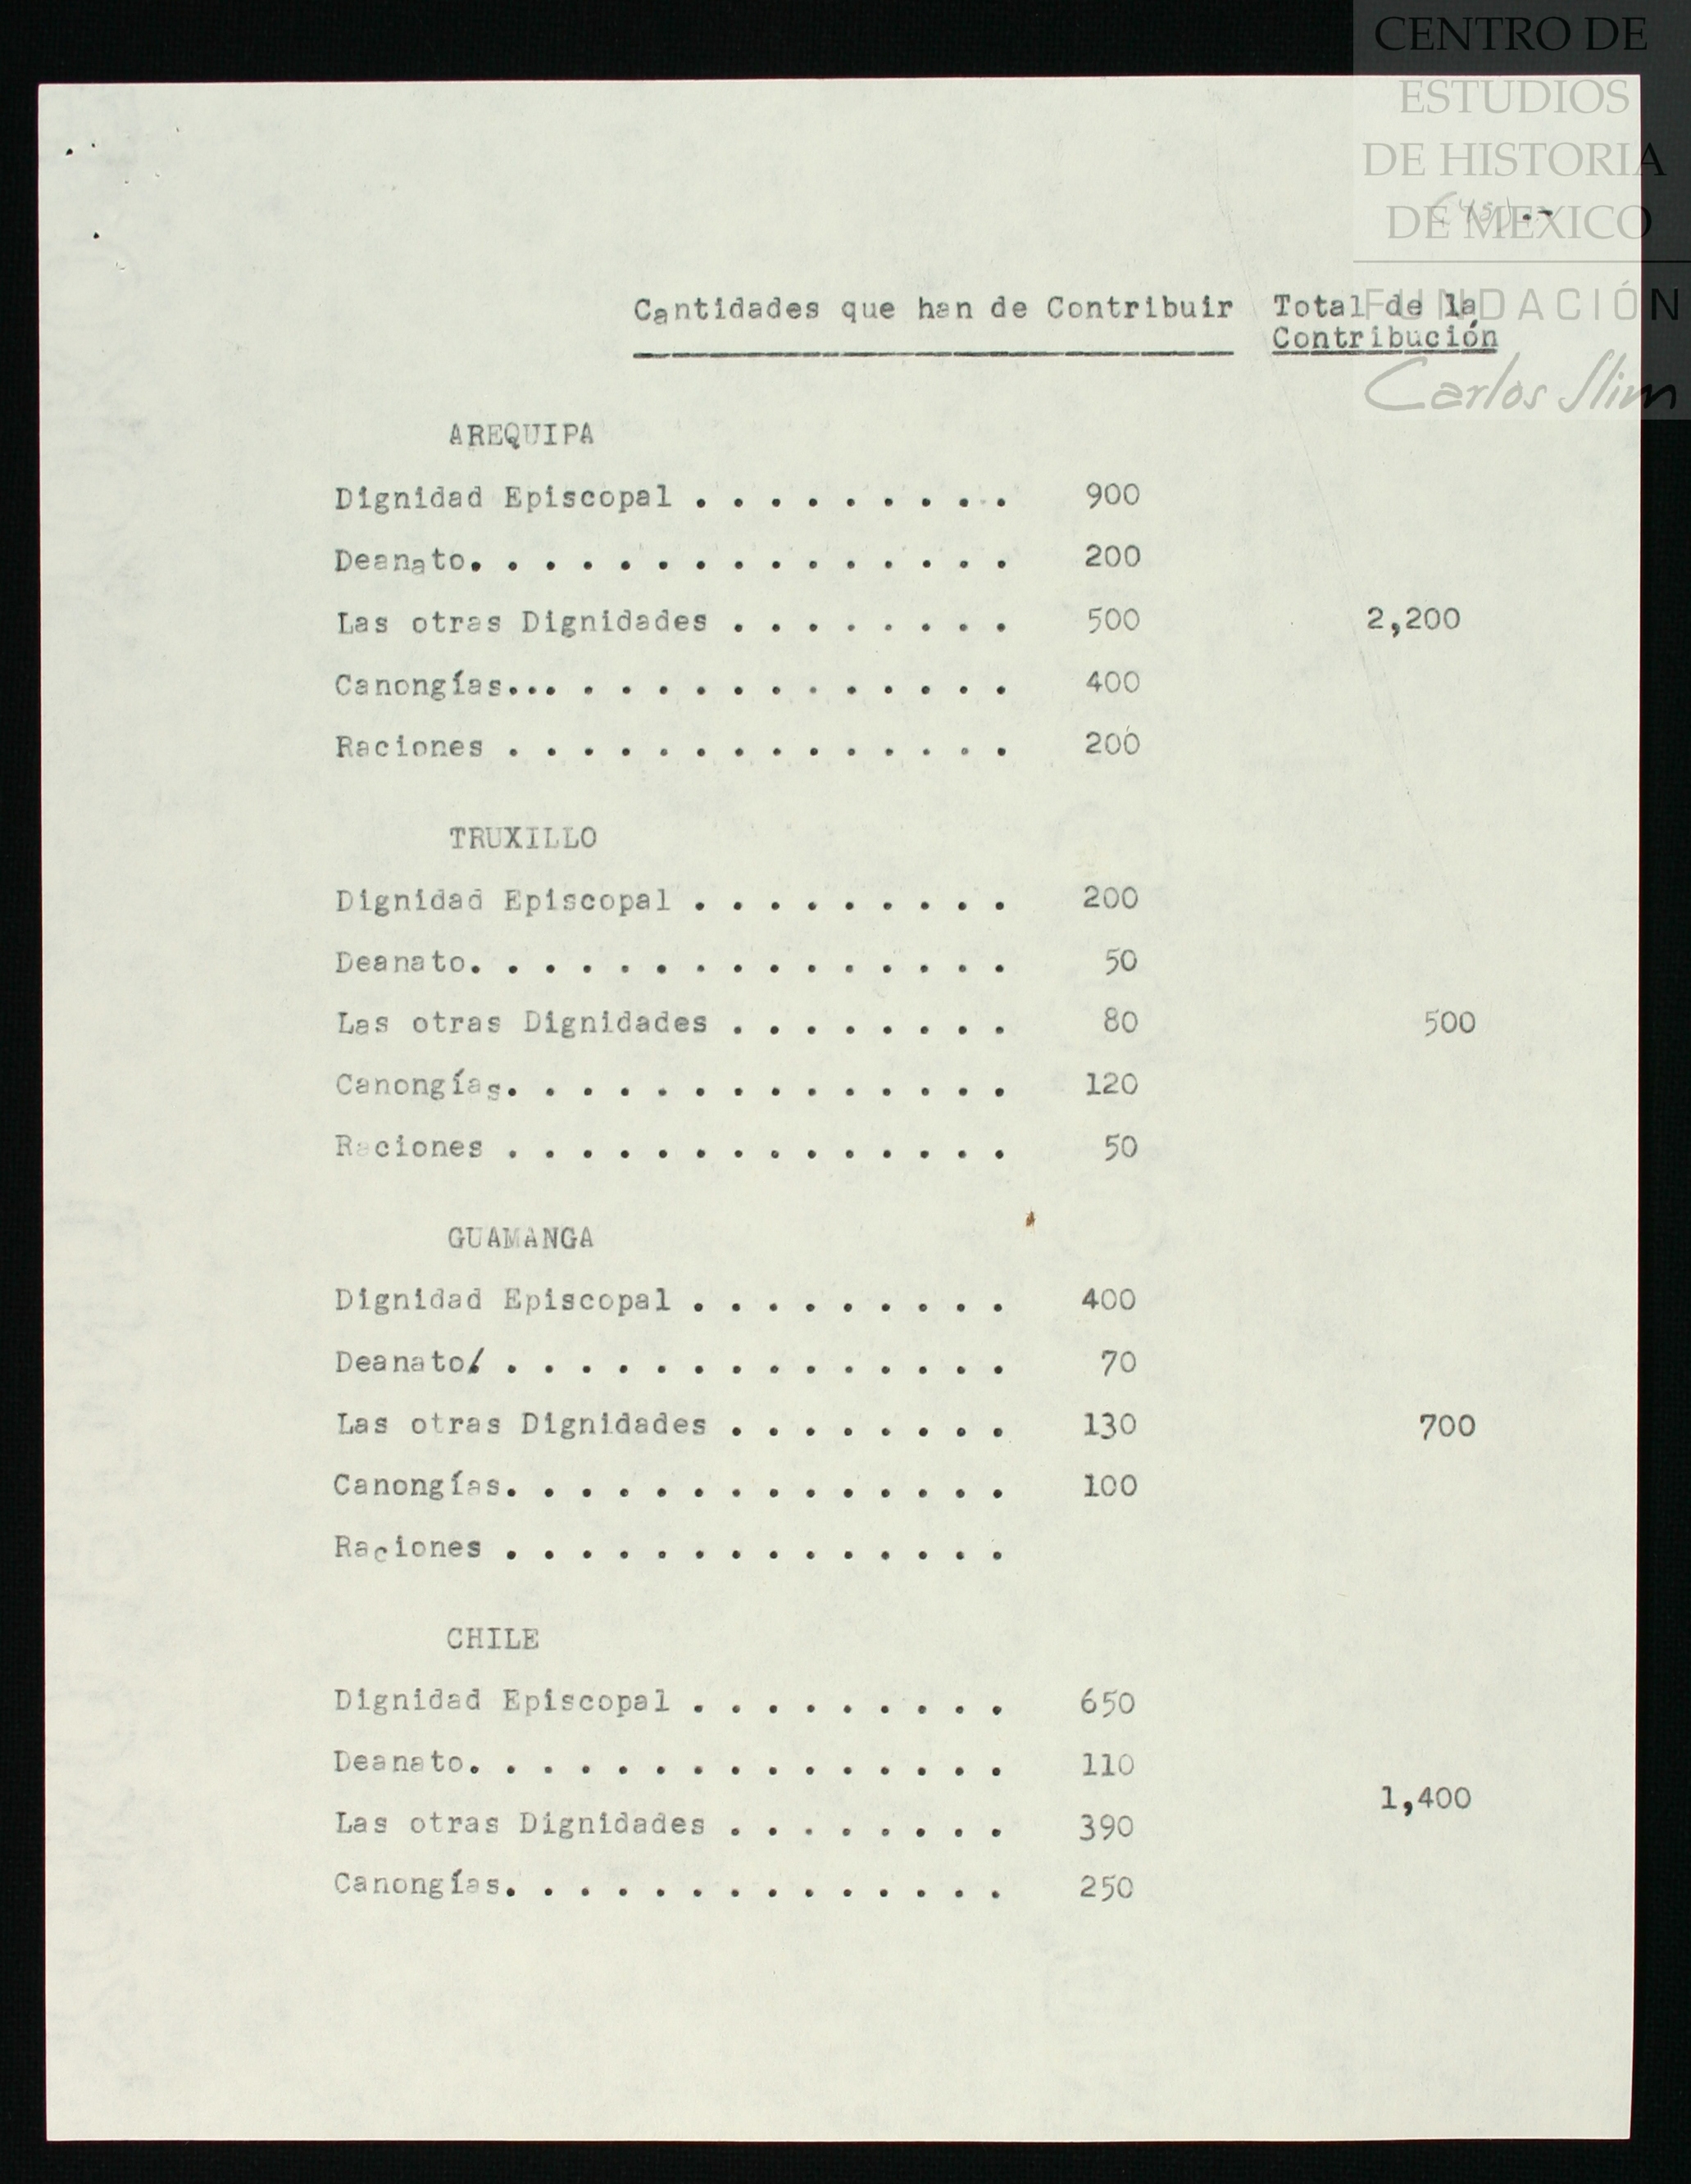 CENTRO DE
ESTUDIOS
DE HISTORIA
DE MEXICO
FUNDACIÓN
Carlos Slim
Cantidades que han de Contribuir Total de la
Contribución
AREQUIPA
Dignidad Episcopal . . . . . . . . . 900
Deanato. . . . . . . . . . . . . . . 200
Las otras Dignidades . . . . . . . . 500 2,200
Canongías... . . . . . . . . . . . . 400
Raciones . . . . . . . . . . . . . . 200
TRUXILLO
Dignidad Episcopal . . . . . . . . . 200
Deanato. . . . . . . . . . . . . . . 50
Las otras Dignidades . . . . . . . . 80 500
Canongías. . . . . . . . . . . . . . 120
Raciones . . . . . . . . . . . . . . 50
GUAMANGA
Dignidad Episcopal . . . . . . . . . 400
Deanato/ . . . . . . . . . . . . . . 70
Las otras Dignidades . . . . . . . . 130 700
Canongías. . . . . . . . . . . . . . 100
Raciones . . . . . . . . . . . . . .
CHILE
Dignidad Episcopal . . . . . . . . . 650
Deanato. . . . . . . . . . . . . . . 110
1,400
Las otras Dignidades . . . . . . . . 390
Canongías. . . . . . . . . . . . . . 250